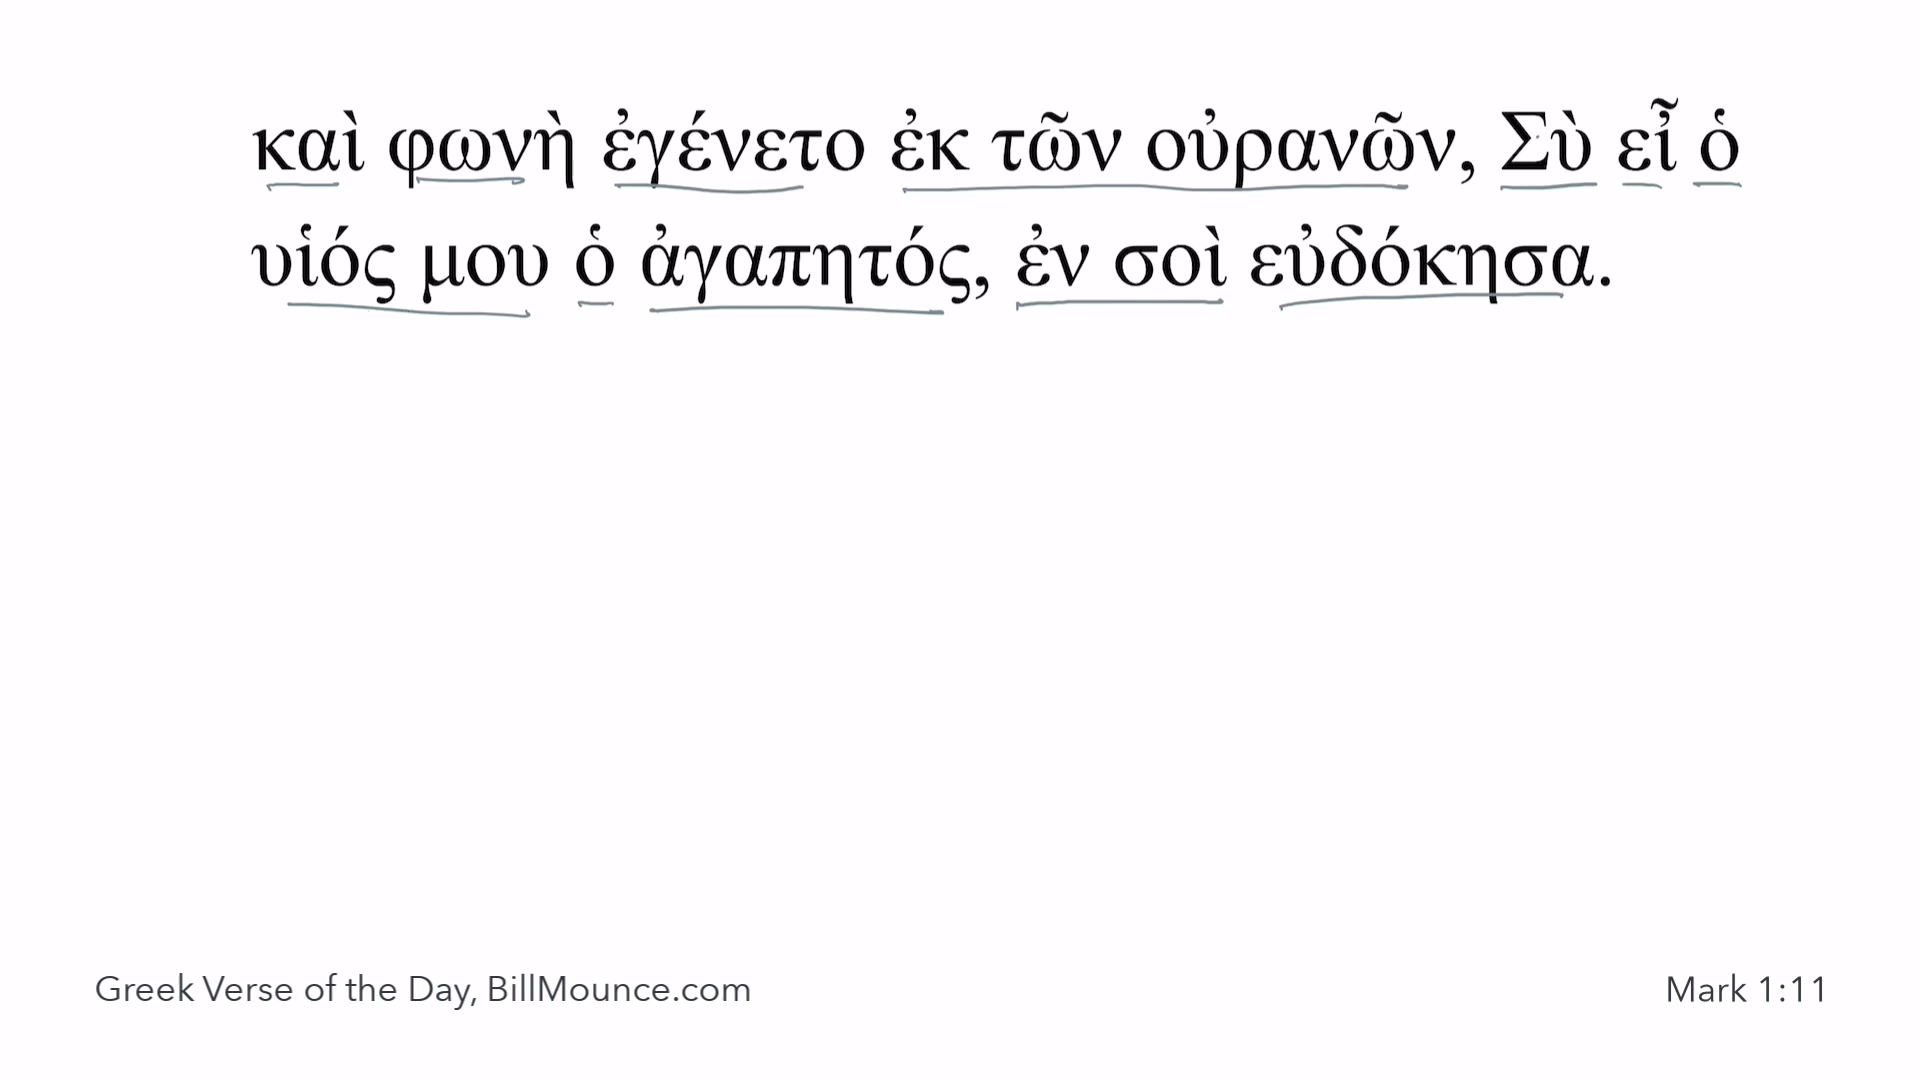 καὶ φωνὴ ἐγένετο ἐκ τῶν οὐρανῶν, Σὺ εἶ ὁ
υἱός μου ὁ ἀγαπητός, ἐν σοὶ εὐδόκησα.
Greek Verse of the Day, BillMounce.com
Mark 1:11